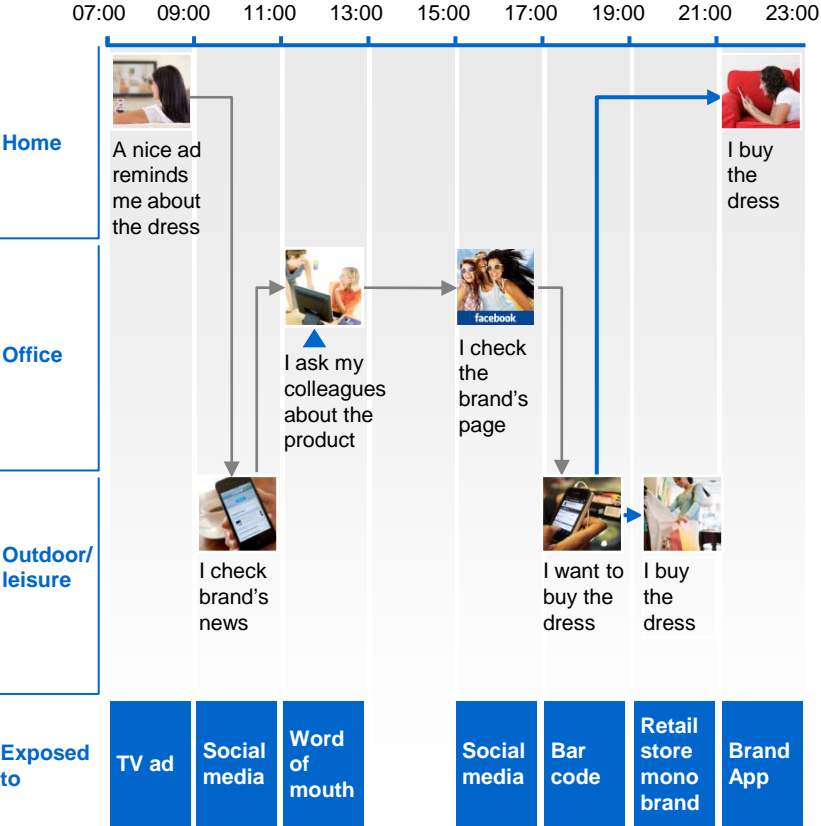 07:00 09:00 11:00 13:00 15:00 17:00 19:00 21:00 23:00
Home
A nice ad
reminds
me about
the dress
I buy
the
dress
Office
I ask my
colleagues
about the
product
facebook
I check
the
brand’s
page
Outdoor/
leisure
I check
brand’s
news
I want to
buy the
dress
I buy
the
dress
Exposed
to
TV ad
Social
media
Word
of
mouth
Social
media
Bar
code
Retail
store
mono
brand
Brand
App